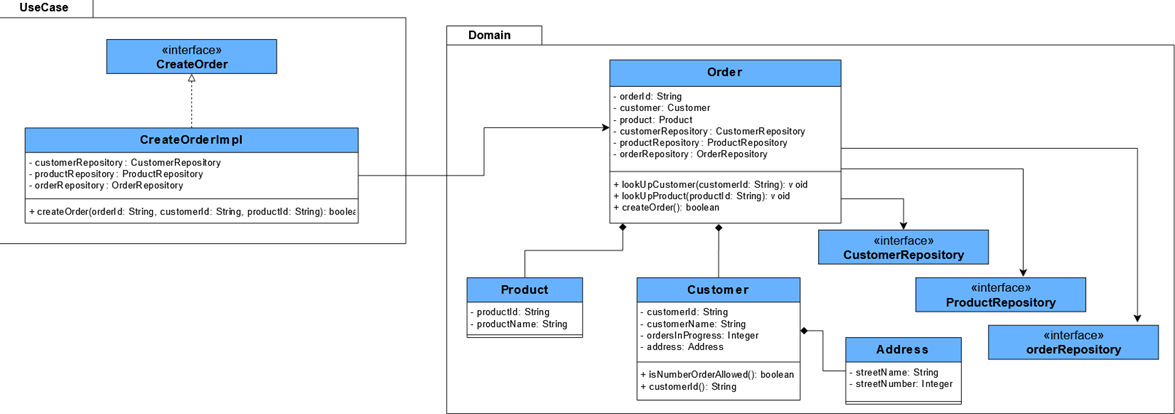 UseCase
«interface»
CreateOrder
CreateOrderImpl
- customerRepository: CustomerRepository
- productRepository: ProductRepository
- orderRepository: OrderRepository
+ createOrder(orderId: String, customerId: String, productId: String): boolea
Domain
Order
- orderId: String
- customer: Customer
- product: Product
- customerRepository: CustomerRepository
- productRepository: ProductRepository
- orderRepository: OrderRepository
+ lookUpCustomer(customerId: String): void
+ lookUpProduct(productId: String): void
+ createOrder(): boolean
«interface»
CustomerRepository
«interface»
ProductRepository
«interface»
orderRepository
Product
- productId: String
- productName: String
Customer
- customerId: String
- customerName: String
- ordersInProgress: Integer
- address: Address
+ isNumberOrderAllowed(): boolean
+ customerId(): String
Address
- streetName: String
- streetNumber: Integer